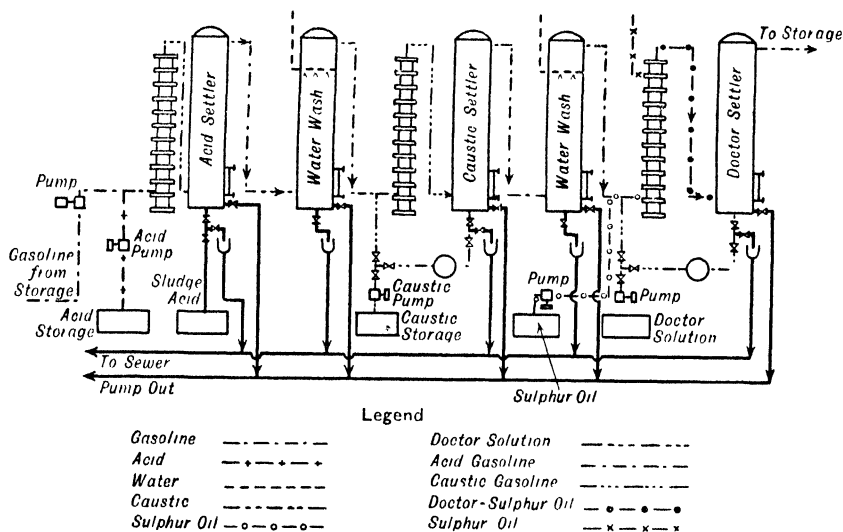 To Storage
Acid Settler
Water Wash
Caustic Settler
Water Wash
Doctor Settler
Pump
Acid
Pump
Gasoline
from
Storage
Sludge
Acid
Acid
Storage
Caustic
Pump
Caustic
Storage
Pump
Pump
Doctor
Solution
To Sewer
Pump Out
Sulphur Oil
Legend
Gasoline
Acid
Water
Caustic
Sulphur Oil
Doctor Solution
Acid Gasoline
Caustic Gasoline
Doctor-Sulphur Oil
Sulphur Oil